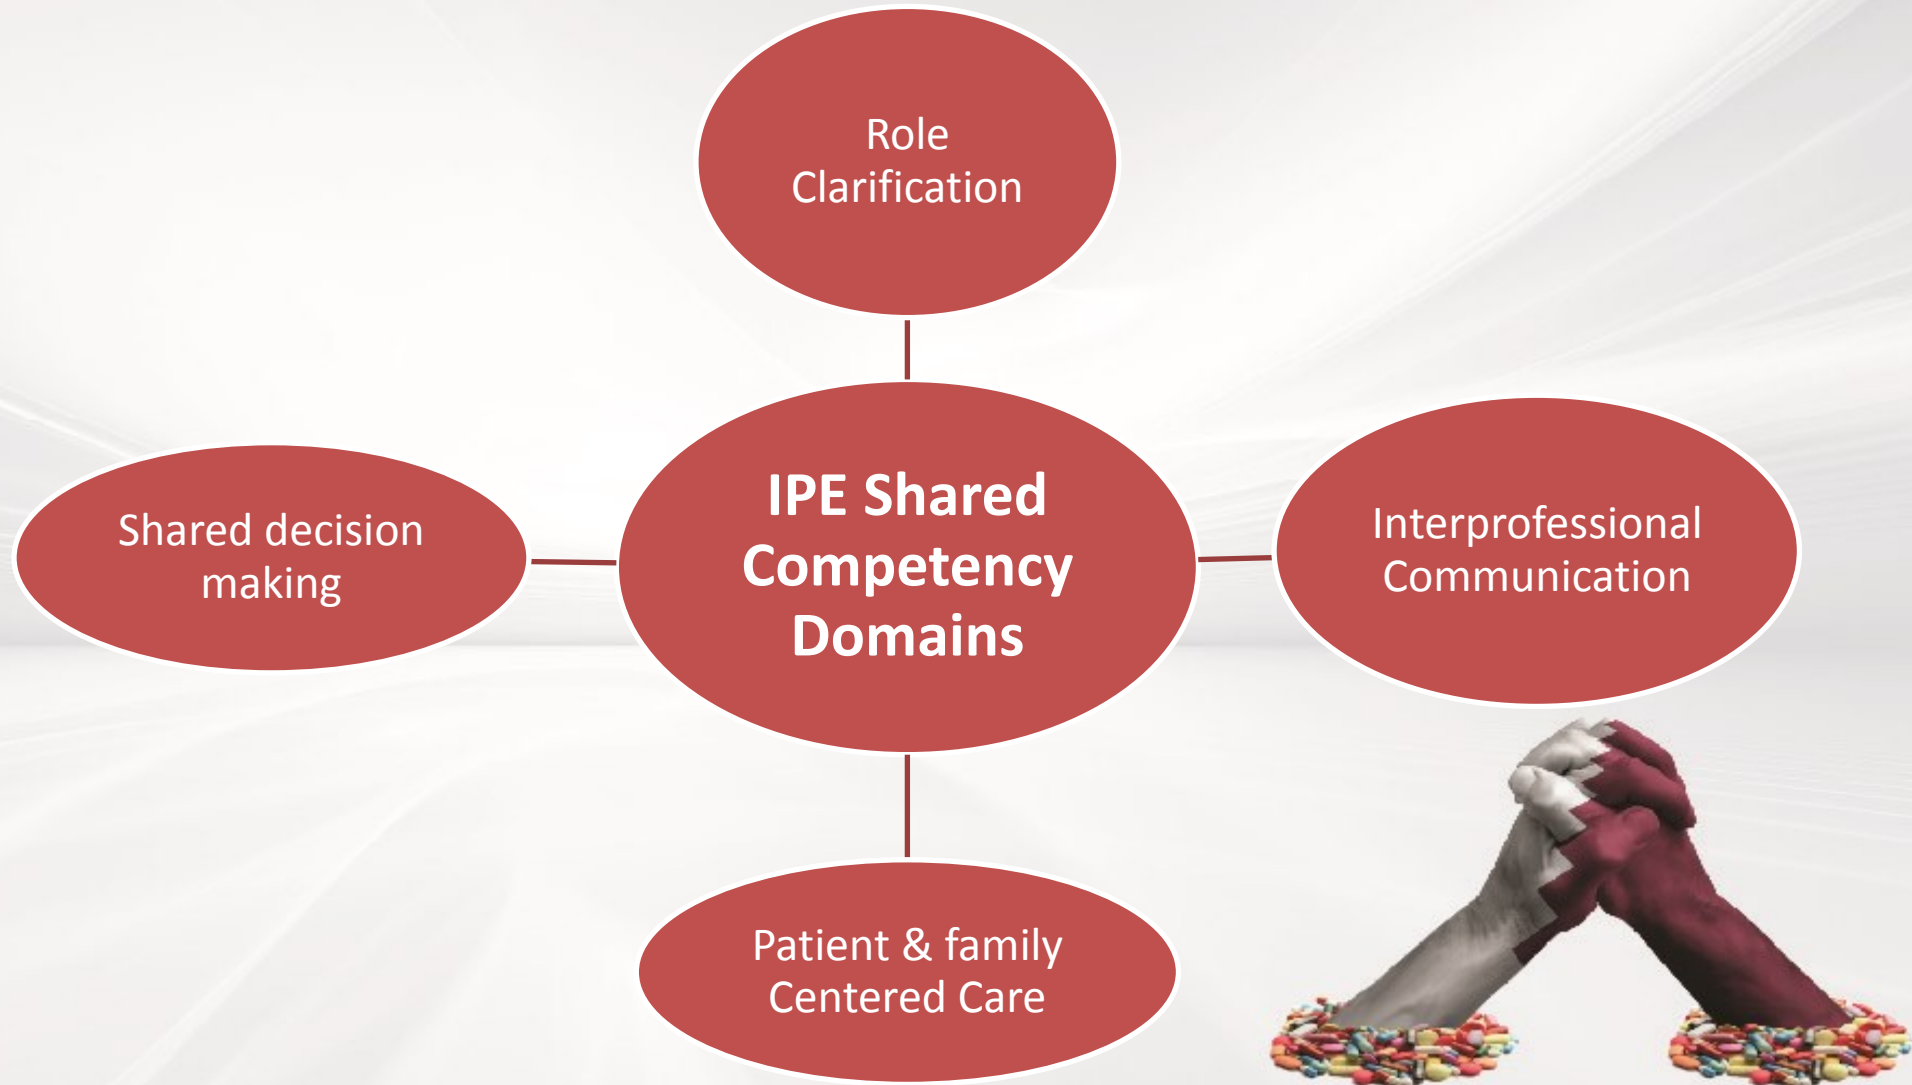 Role
Clarification
Shared decision
making
IPE Shared
Competency
Domains
Interprofessional
Communication
Patient & family
Centered Care